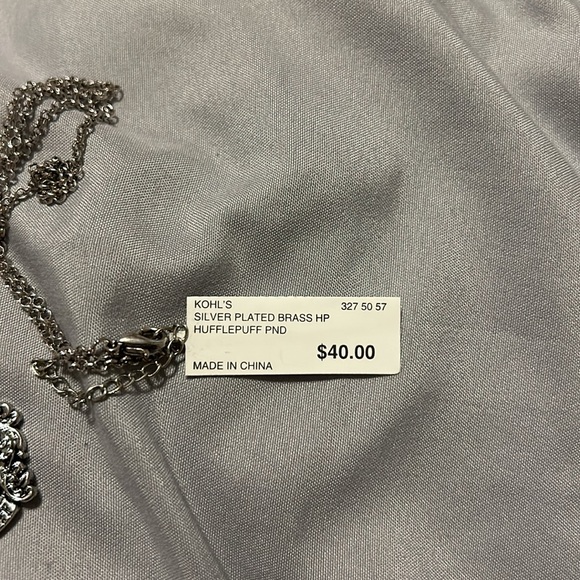 KOHL'S 327 50 57
SILVER PLATED BRASS HP
HUFFLEPUFF PND
$40.00
MADE IN CHINA